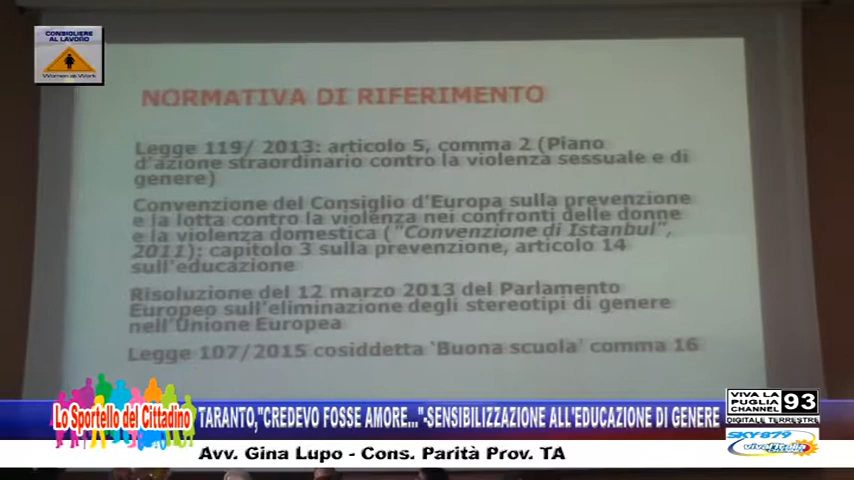 CONSIGLIERE
AL LAVORO
Women at Work
NORMATIVA DI RIFERIMENTO
Legge 119/ 2013: articolo 5, comma 2 (Piano
d'azione straordinario contro la violenza sessuale e di
genere)
Convenzione del Consiglio d'Europa sulla prevenzione
e la lotta contro la violenza nei confronti delle donne
e la violenza domestica ("Convenzione di Istanbul",
2011): capitolo 3 sulla prevenzione, articolo 14
sull'educazione
Risoluzione del 12 marzo 2013 del Parlamento
Europeo sull'eliminazione degli stereotipi di genere
nell'Unione Europea
Legge 107/2015 cosiddetta 'Buona scuola' comma 16
Lo Sportello del Cittadino
TARANTO,"CREDEVO FOSSE AMORE..."-SENSIBILIZZAZIONE ALL'EDUCAZIONE DI GENERE
Avv. Gina Lupo - Cons. Parità Prov. TA
VIVA LA
PUGLIA
CHANNEL
93
DIGITALE TERRESTRE
SKY 879
viva l'Italia